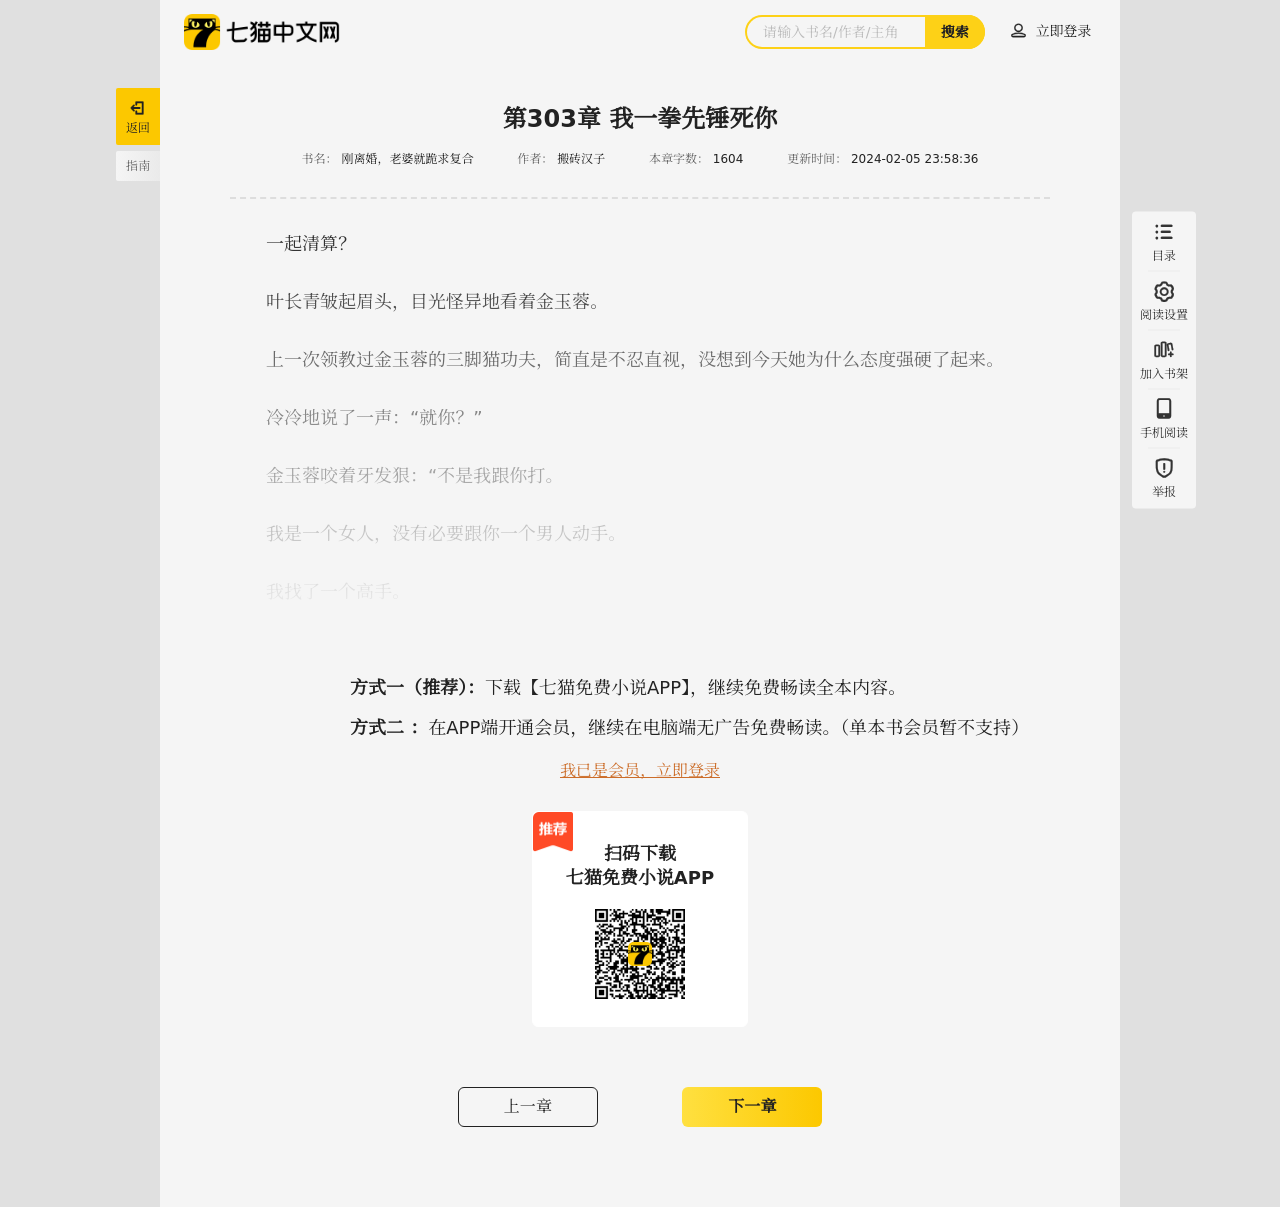 七猫中文网
请输入书名/作者/主角
搜索
立即登录
返回
指南
第303章 我一拳先锤死你
书名： 刚离婚，老婆就跪求复合 作者： 搬砖汉子 本章字数： 1604 更新时间： 2024-02-05 23:58:36
一起清算？
叶长青皱起眉头，目光怪异地看着金玉蓉。
上一次领教过金玉蓉的三脚猫功夫，简直是不忍直视，没想到今天她为什么态度强硬了起来。
冷冷地说了一声：“就你？”
金玉蓉咬着牙发狠：“不是我跟你打。
我是一个女人，没有必要跟你一个男人动手。
我找了一个高手。
目录
阅读设置
加入书架
手机阅读
举报
方式一（推荐）：下载【七猫免费小说APP】，继续免费畅读全本内容。
方式二 ：在APP端开通会员，继续在电脑端无广告免费畅读。（单本书会员暂不支持）
我已是会员，立即登录
推荐
扫码下载
七猫免费小说APP
上一章
下一章